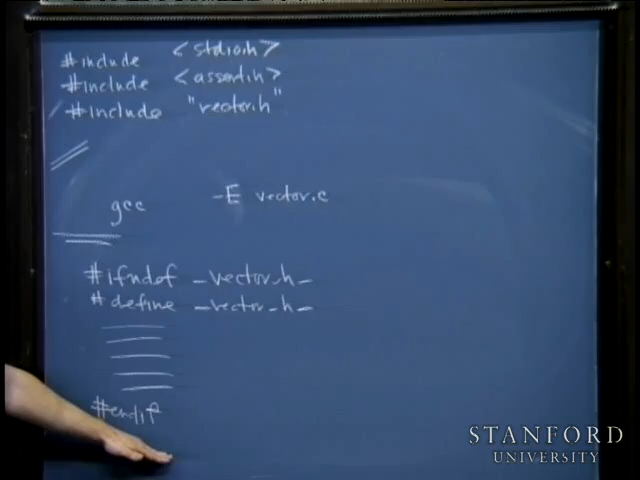 #include <stdio.h>
#include <assert.h>
#include "vector.h"
gcc -E vector.c
#ifndef _vector_h_
#define _vector_h_
#endif
STANFORD
UNIVERSITY